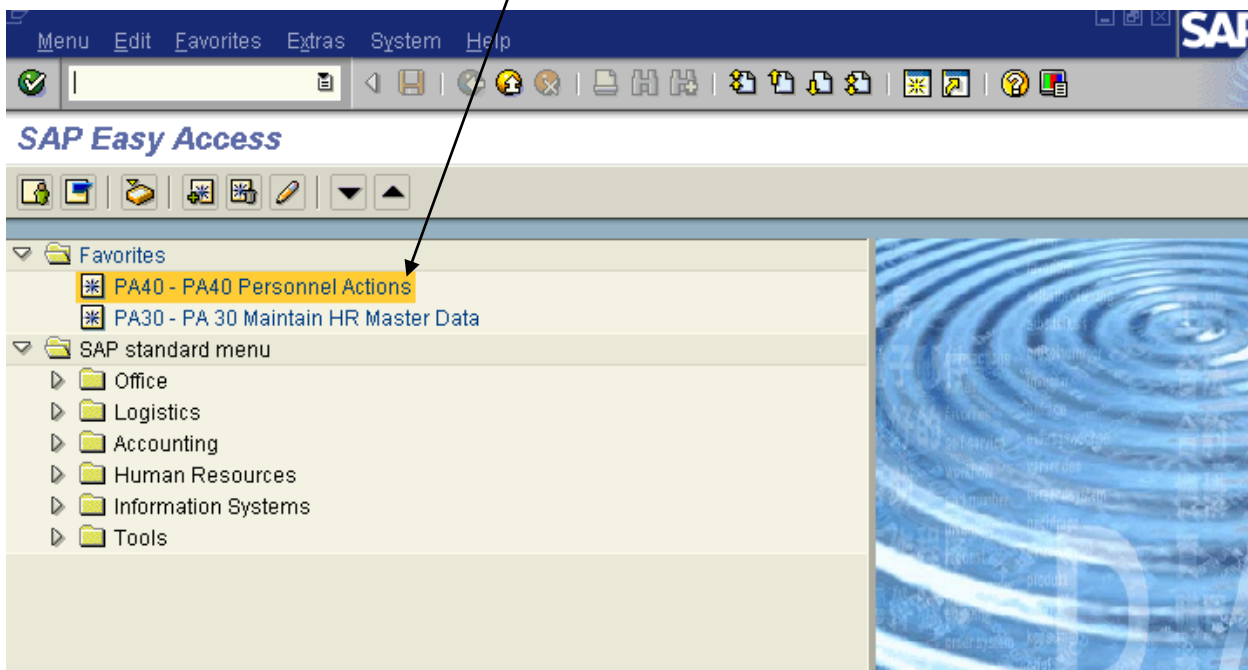 Menu Edit Favorites Extras System Help
SAP
SAP Easy Access
Favorites
PA40 - PA40 Personnel Actions
PA30 - PA 30 Maintain HR Master Data
SAP standard menu
Office
Logistics
Accounting
Human Resources
Information Systems
Tools